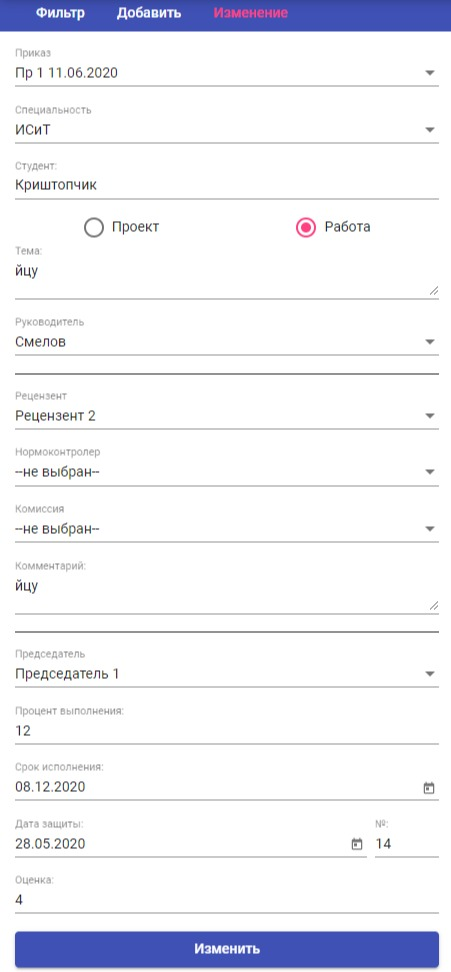 Фильтр Добавить Изменение
Приказ
Пр 1 11.06.2020
Специальность
ИСиТ
Студент:
Криштопчик
Проект Работа
Тема:
йцу
Руководитель
Смелов
Рецензент
Рецензент 2
Нормоконтролер
--не выбран--
Комиссия
--не выбран--
Комментарий:
йцу
Председатель
Председатель 1
Процент выполнения:
12
Срок исполнения:
08.12.2020
Дата защиты: №:
28.05.2020 14
Оценка:
4
Изменить